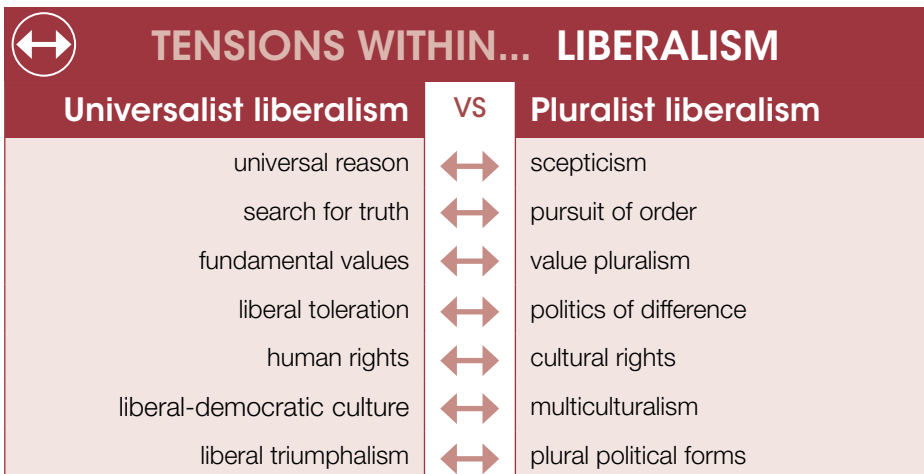 TENSIONS WITHIN... LIBERALISM
Universalist liberalism VS Pluralist liberalism
universal reason scepticism
search for truth pursuit of order
fundamental values value pluralism
liberal toleration politics of difference
human rights cultural rights
liberal-democratic culture multiculturalism
liberal triumphalism plural political forms